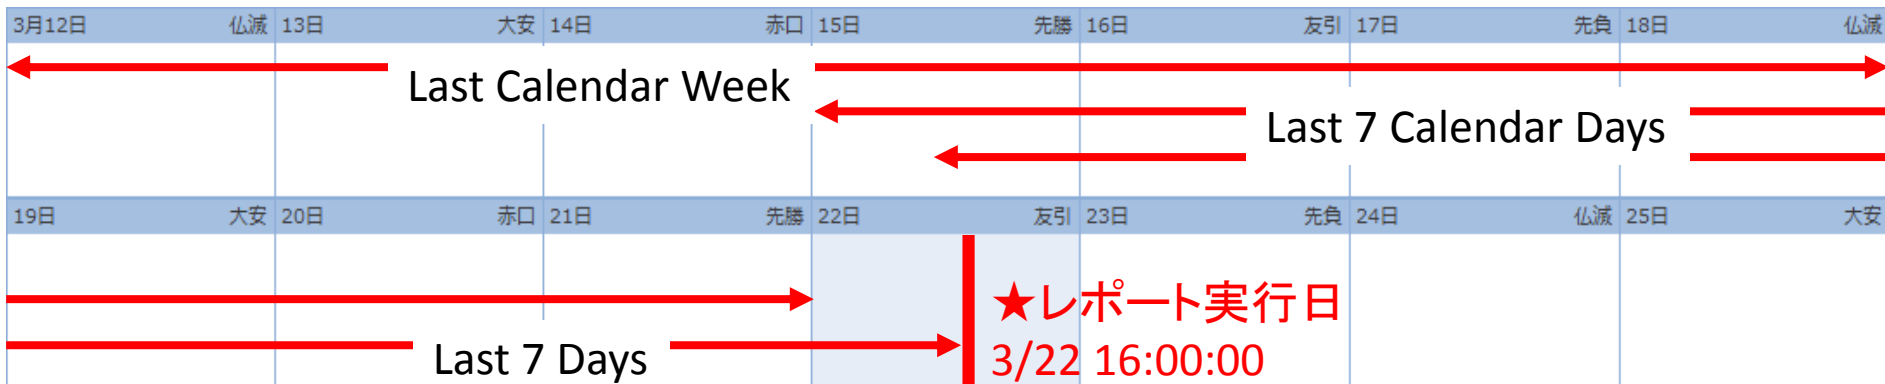 3月12日 仏滅 13日 大安 14日 赤口 15日 先勝 16日 友引 17日 先負 18日 仏滅
Last Calendar Week
Last 7 Calendar Days
19日 大安 20日 赤口 21日 先勝 22日 友引 23日 先負 24日 仏滅 25日 大安
★レポート実行日
Last 7 Days
3/22 16:00:00